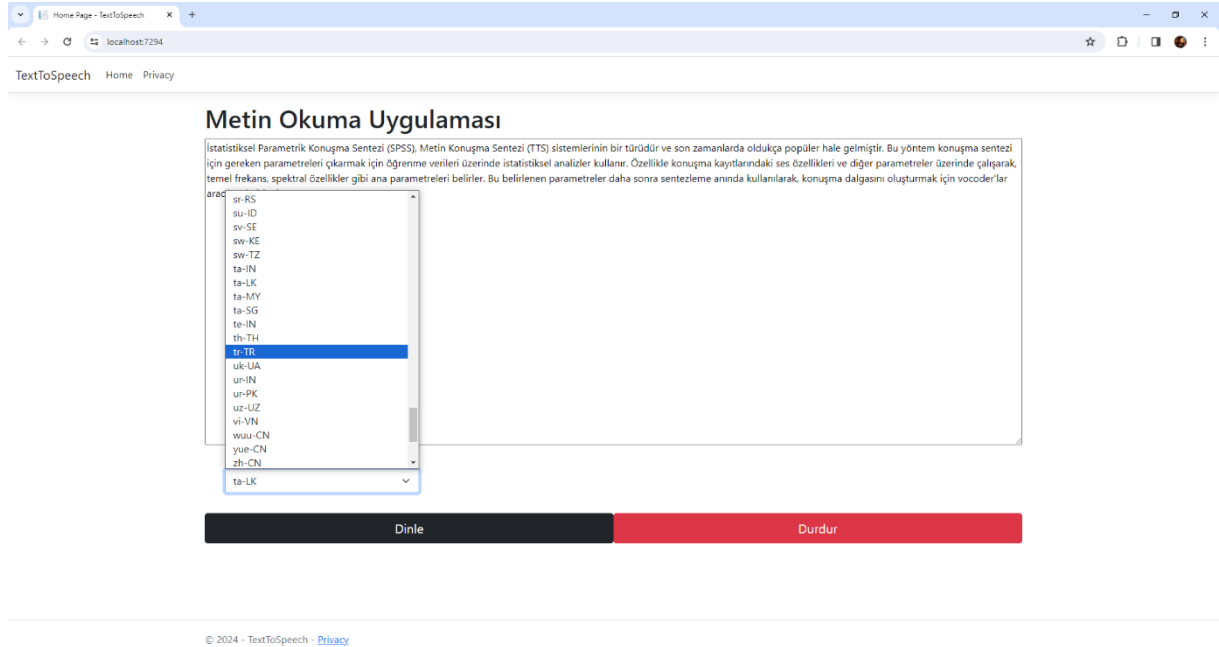 Home Page - TextToSpeech
localhost:7294
TextToSpeech Home Privacy
Metin Okuma Uygulaması
İstatistiksel Parametrik Konuşma Sentezi (SPSS), Metin Konuşma Sentezi (TTS) sistemlerinin bir türüdür ve son zamanlarda oldukça popüler hale gelmiştir. Bu yöntem konuşma sentezi
için gereken parametreleri çıkarmak için öğrenme verileri üzerinde istatistiksel analizler kullanır. Özellikle konuşma kayıtlarındaki ses özellikleri ve diğer parametreler üzerinde çalışarak,
temel frekans, spektral özellikler gibi ana parametreleri belirler. Bu belirlenen parametreler daha sonra sentezleme anında kullanılarak, konuşma dalgasını oluşturmak için vocoder'lar
sr-RS
su-ID
sv-SE
sw-KE
sw-TZ
ta-IN
ta-LK
ta-MY
ta-SG
te-IN
th-TH
tr-TR
uk-UA
ur-IN
ur-PK
uz-UZ
vi-VN
wuu-CN
yue-CN
zh-CN
ta-LK
Dinle Durdur
© 2024 - TextToSpeech - Privacy